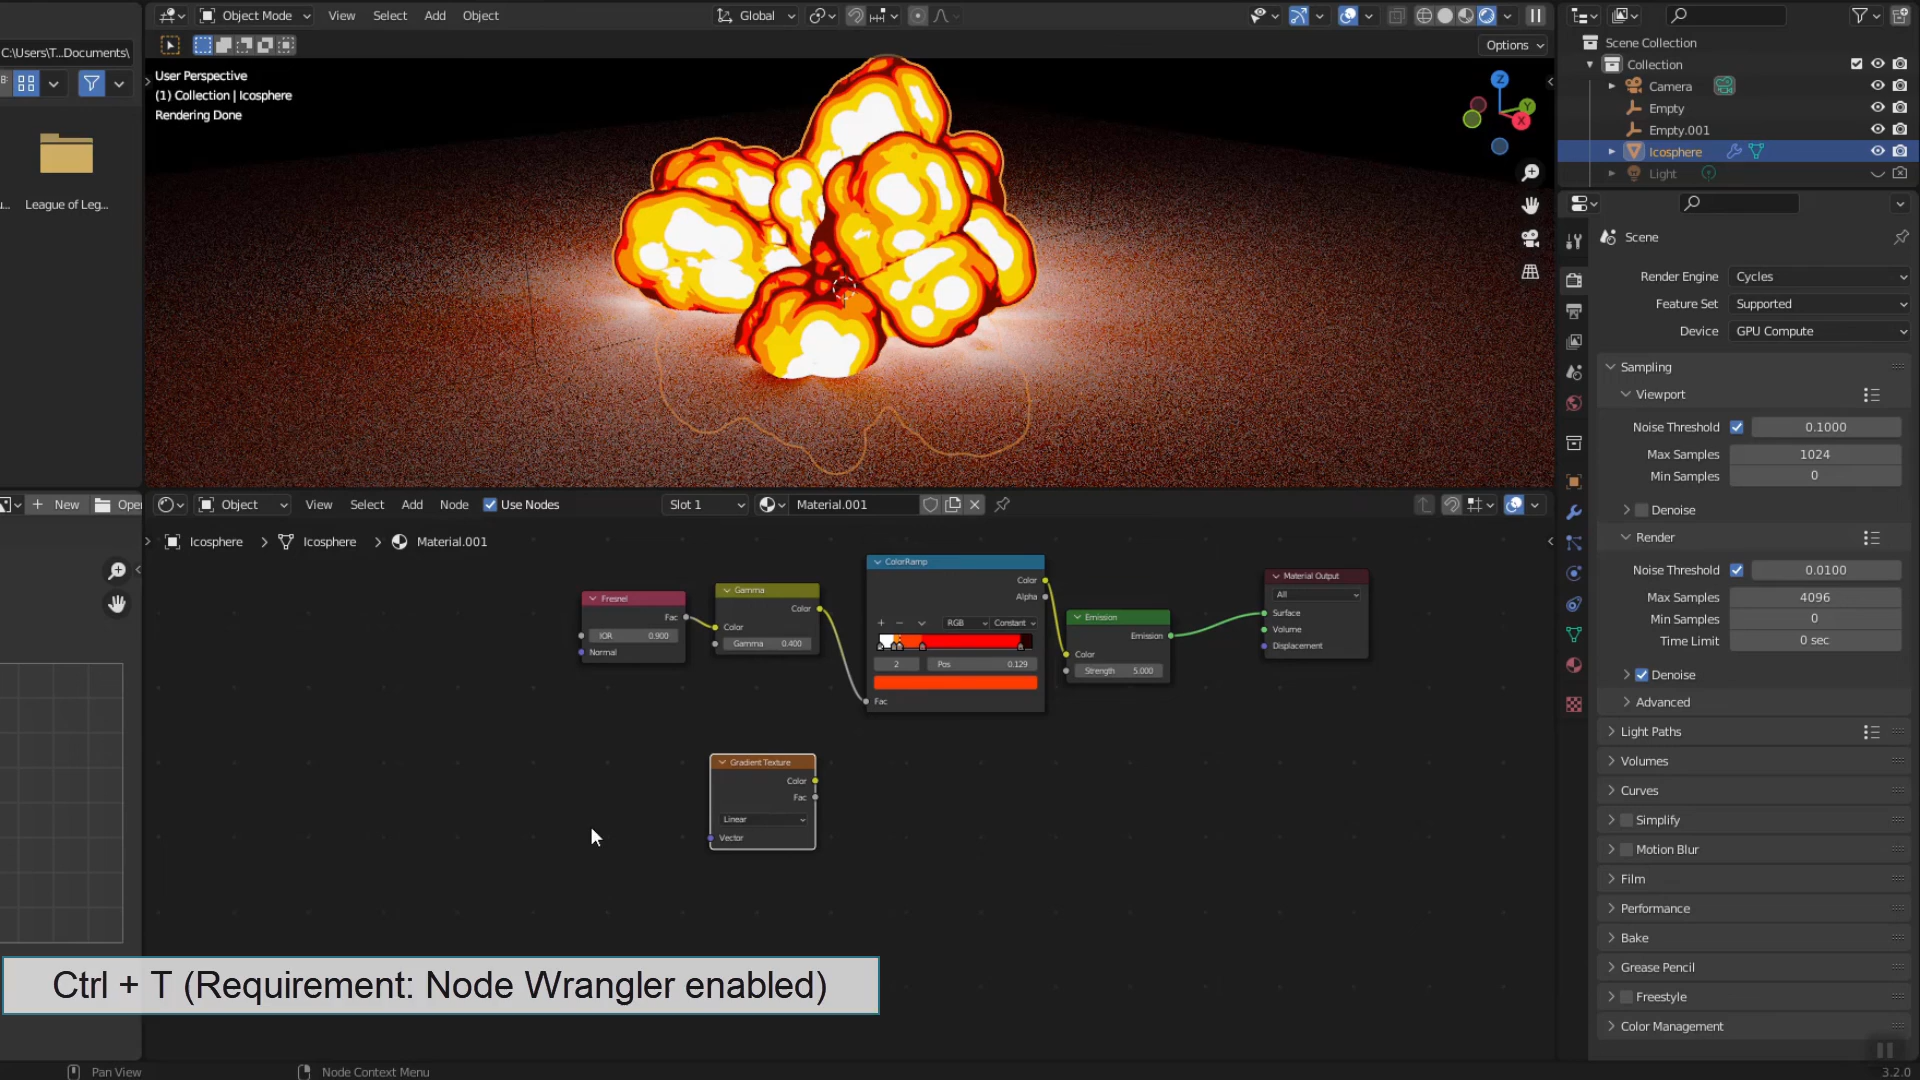 Object Mode View Select Add Object Global
Options
C:\Users\T...Documents\
League of Leg...
User Perspective
(1) Collection | Icosphere
Rendering Done
Z
Y
X
Scene Collection
Collection
Camera
Empty
Empty.001
Icosphere
Light
Scene
Render Engine Cycles
Feature Set Supported
Device GPU Compute
Sampling
Viewport
Noise Threshold 0.1000
Max Samples 1024
Min Samples 0
Denoise
Render
Noise Threshold 0.0100
Max Samples 4096
Min Samples 0
Time Limit 0 sec
Denoise
Advanced
Light Paths
Volumes
Curves
Simplify
Motion Blur
Film
Performance
Bake
Grease Pencil
Freestyle
Color Management
New Open
Object View Select Add Node Use Nodes Slot 1 Material.001
Icosphere > Icosphere > Material.001
Fresnel
Fac
IOR 0.900
Normal
Gamma
Color
Color
Gamma 0.400
ColorRamp
Color
Alpha
+ − RGB Constant
2 Pos 0.129
Fac
Emission
Emission
Color
Strength 5.000
Material Output
All
Surface
Volume
Displacement
Gradient Texture
Color
Fac
Linear
Vector
Ctrl + T (Requirement: Node Wrangler enabled)
Pan View Node Context Menu 3.2.0